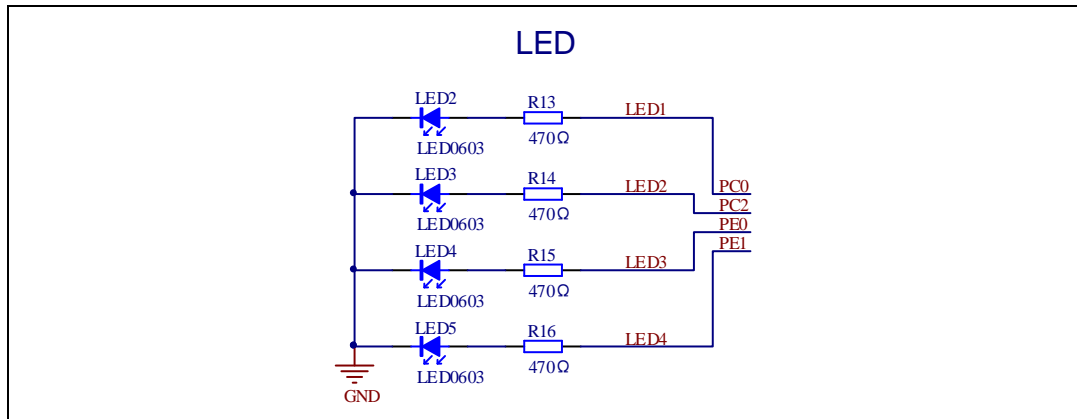 LED
LED2
R13
LED1
470Ω
LED0603
LED3
R14
LED2
PC0
470Ω
PC2
LED0603
PE0
LED4
R15
LED3
PE1
470Ω
LED0603
LED5
R16
LED4
470Ω
LED0603
GND